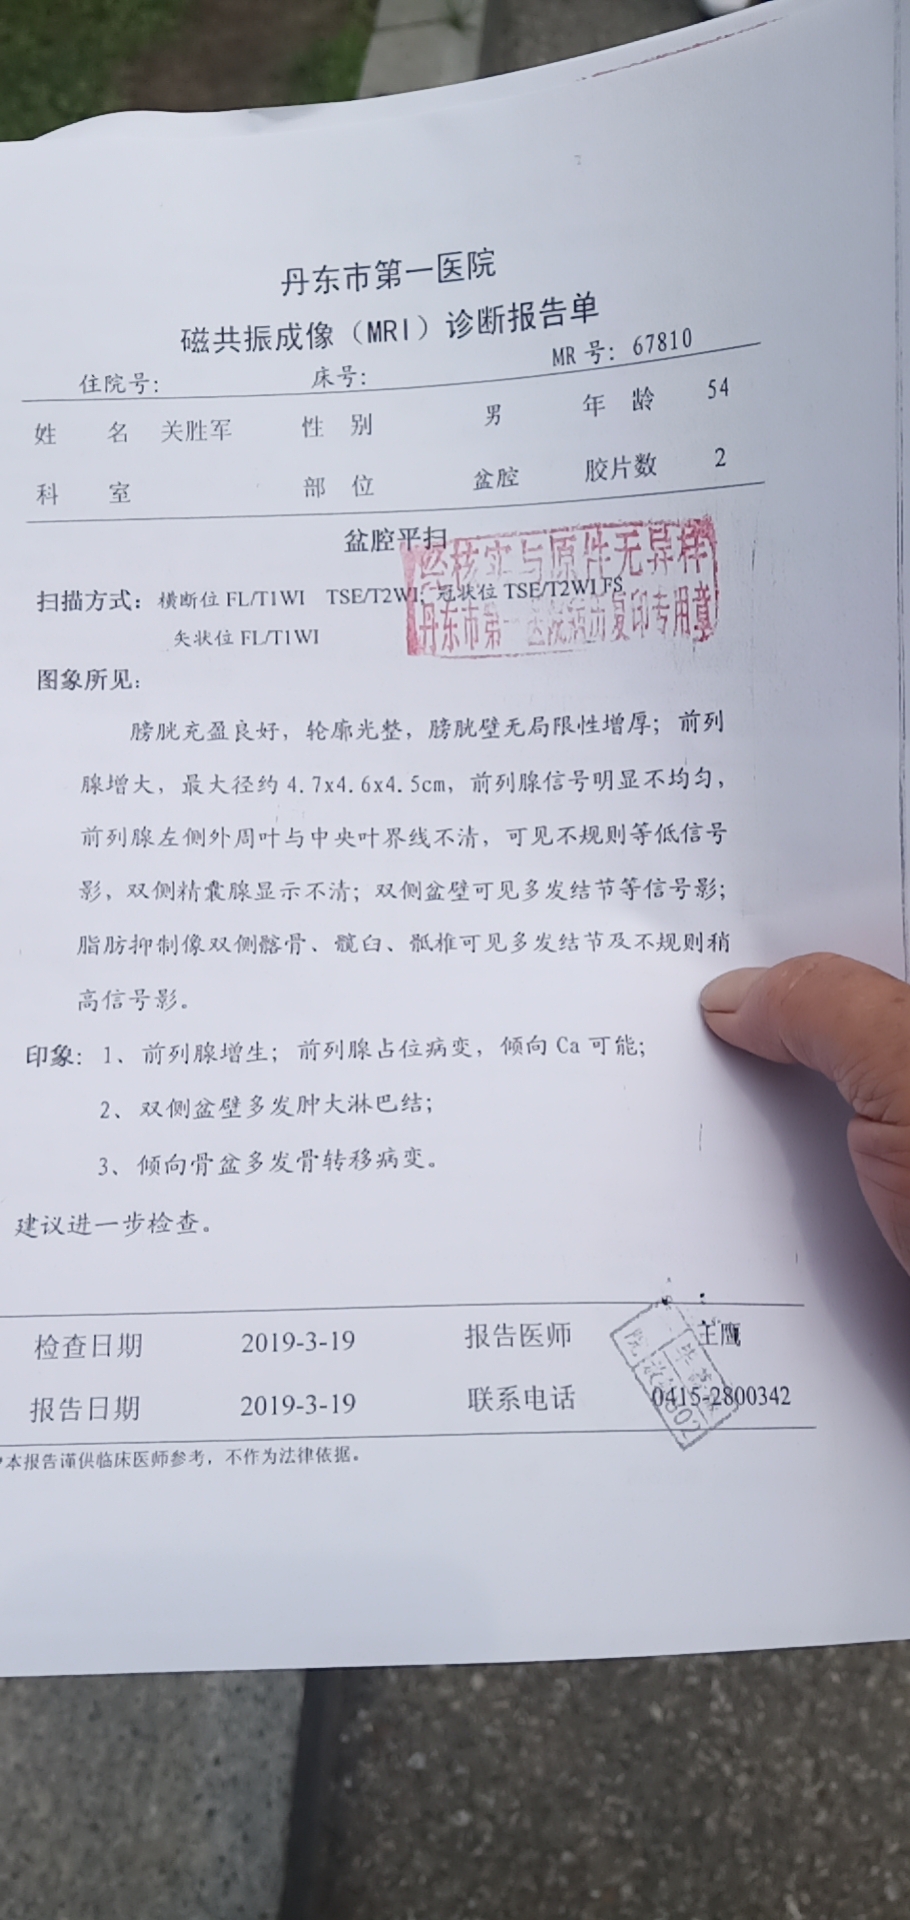 丹东市第一医院
磁共振成像（MRI）诊断报告单
住院号： 床号： MR 号：67810
姓 名 关胜军 性 别 男 年 龄 54
科 室 部 位 盆腔 胶片数 2
盆腔平扫
经核实与原件无异样
扫描方式：横断位 FL/T1WI TSE/T2WI；冠状位 TSE/T2WI FS
丹东市第一医院病历复印专用章
矢状位 FL/T1WI
图象所见：
膀胱充盈良好，轮廓光整，膀胱壁无局限性增厚；前列
腺增大，最大径约 4.7x4.6x4.5cm，前列腺信号明显不均匀，
前列腺左侧外周叶与中央叶界线不清，可见不规则等低信号
影，双侧精囊腺显示不清；双侧盆壁可见多发结节等信号影；
脂肪抑制像双侧髂骨、髋臼、骶椎可见多发结节及不规则稍
高信号影。
印象：1、前列腺增生；前列腺占位病变，倾向 Ca 可能；
2、双侧盆壁多发肿大淋巴结；
3、倾向骨盆多发骨转移病变。
建议进一步检查。
检查日期 2019-3-19 报告医师 王鹰
报告日期 2019-3-19 联系电话 0415-2800342
*本报告谨供临床医师参考，不作为法律依据。